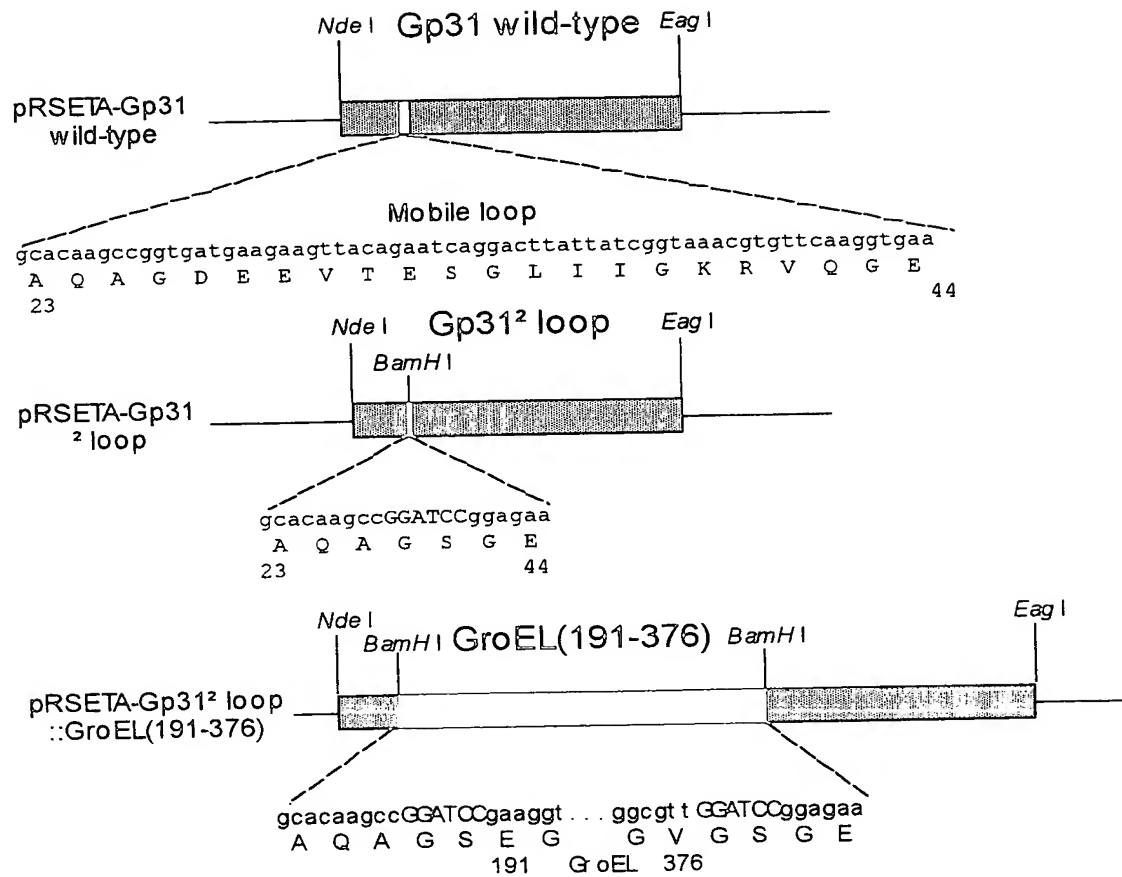 Nde I Gp31 wild-type Eag I
pRSETA-Gp31
wild-type
Mobile loop
gcacaagccggtgatgaagaagttacagaatcaggacttattatcggtaaacgtgttcaaggtgaa
A Q A G D E E V T E S G L I I G K R V Q G E
23 44
Nde I Gp31² loop Eag I
BamH I
pRSETA-Gp31
² loop
gcacaagccGGATCCggagaa
A Q A G S G E
23 44
Nde I BamH I GroEL(191-376) BamH I Eag I
pRSETA-Gp31² loop
::GroEL(191-376)
gcacaagccGGATCCgaaggt . . . ggcgttGGATCCggagaa
A Q A G S E G G V G S G E
191 GroEL 376